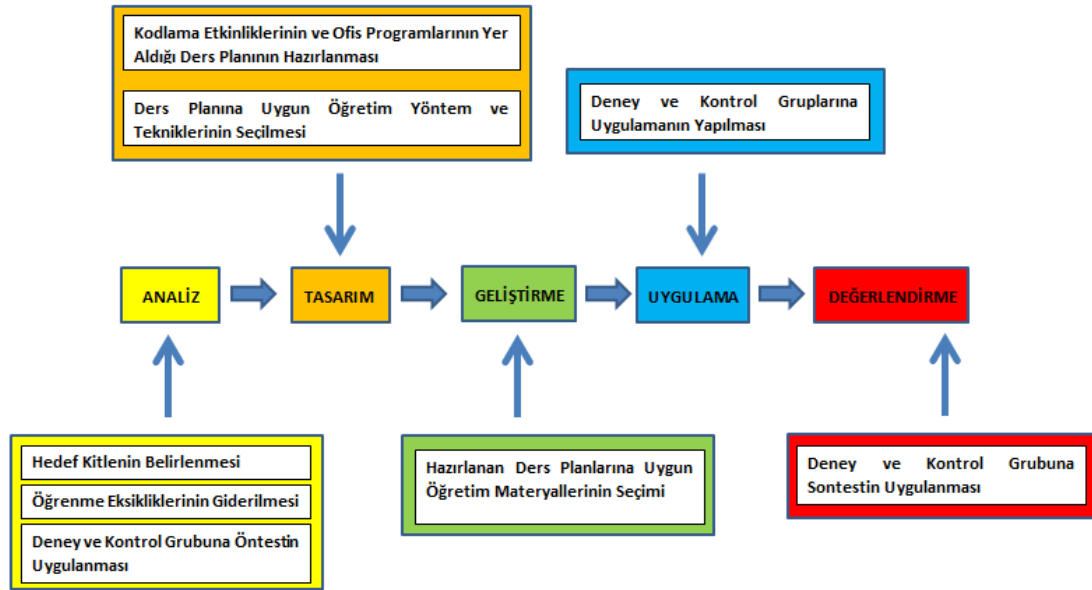 Kodlama Etkinliklerinin ve Ofis Programlarının Yer
Aldığı Ders Planının Hazırlanması
Ders Planına Uygun Öğretim Yöntem ve
Tekniklerinin Seçilmesi
Deney ve Kontrol Gruplarına
Uygulamanın Yapılması
ANALİZ
TASARIM
GELİŞTİRME
UYGULAMA
DEĞERLENDİRME
Hedef Kitlenin Belirlenmesi
Öğrenme Eksikliklerinin Giderilmesi
Deney ve Kontrol Grubuna Öntestin
Uygulanması
Hazırlanan Ders Planlarına Uygun
Öğretim Materyallerinin Seçimi
Deney ve Kontrol Grubuna
Sontestin Uygulanması